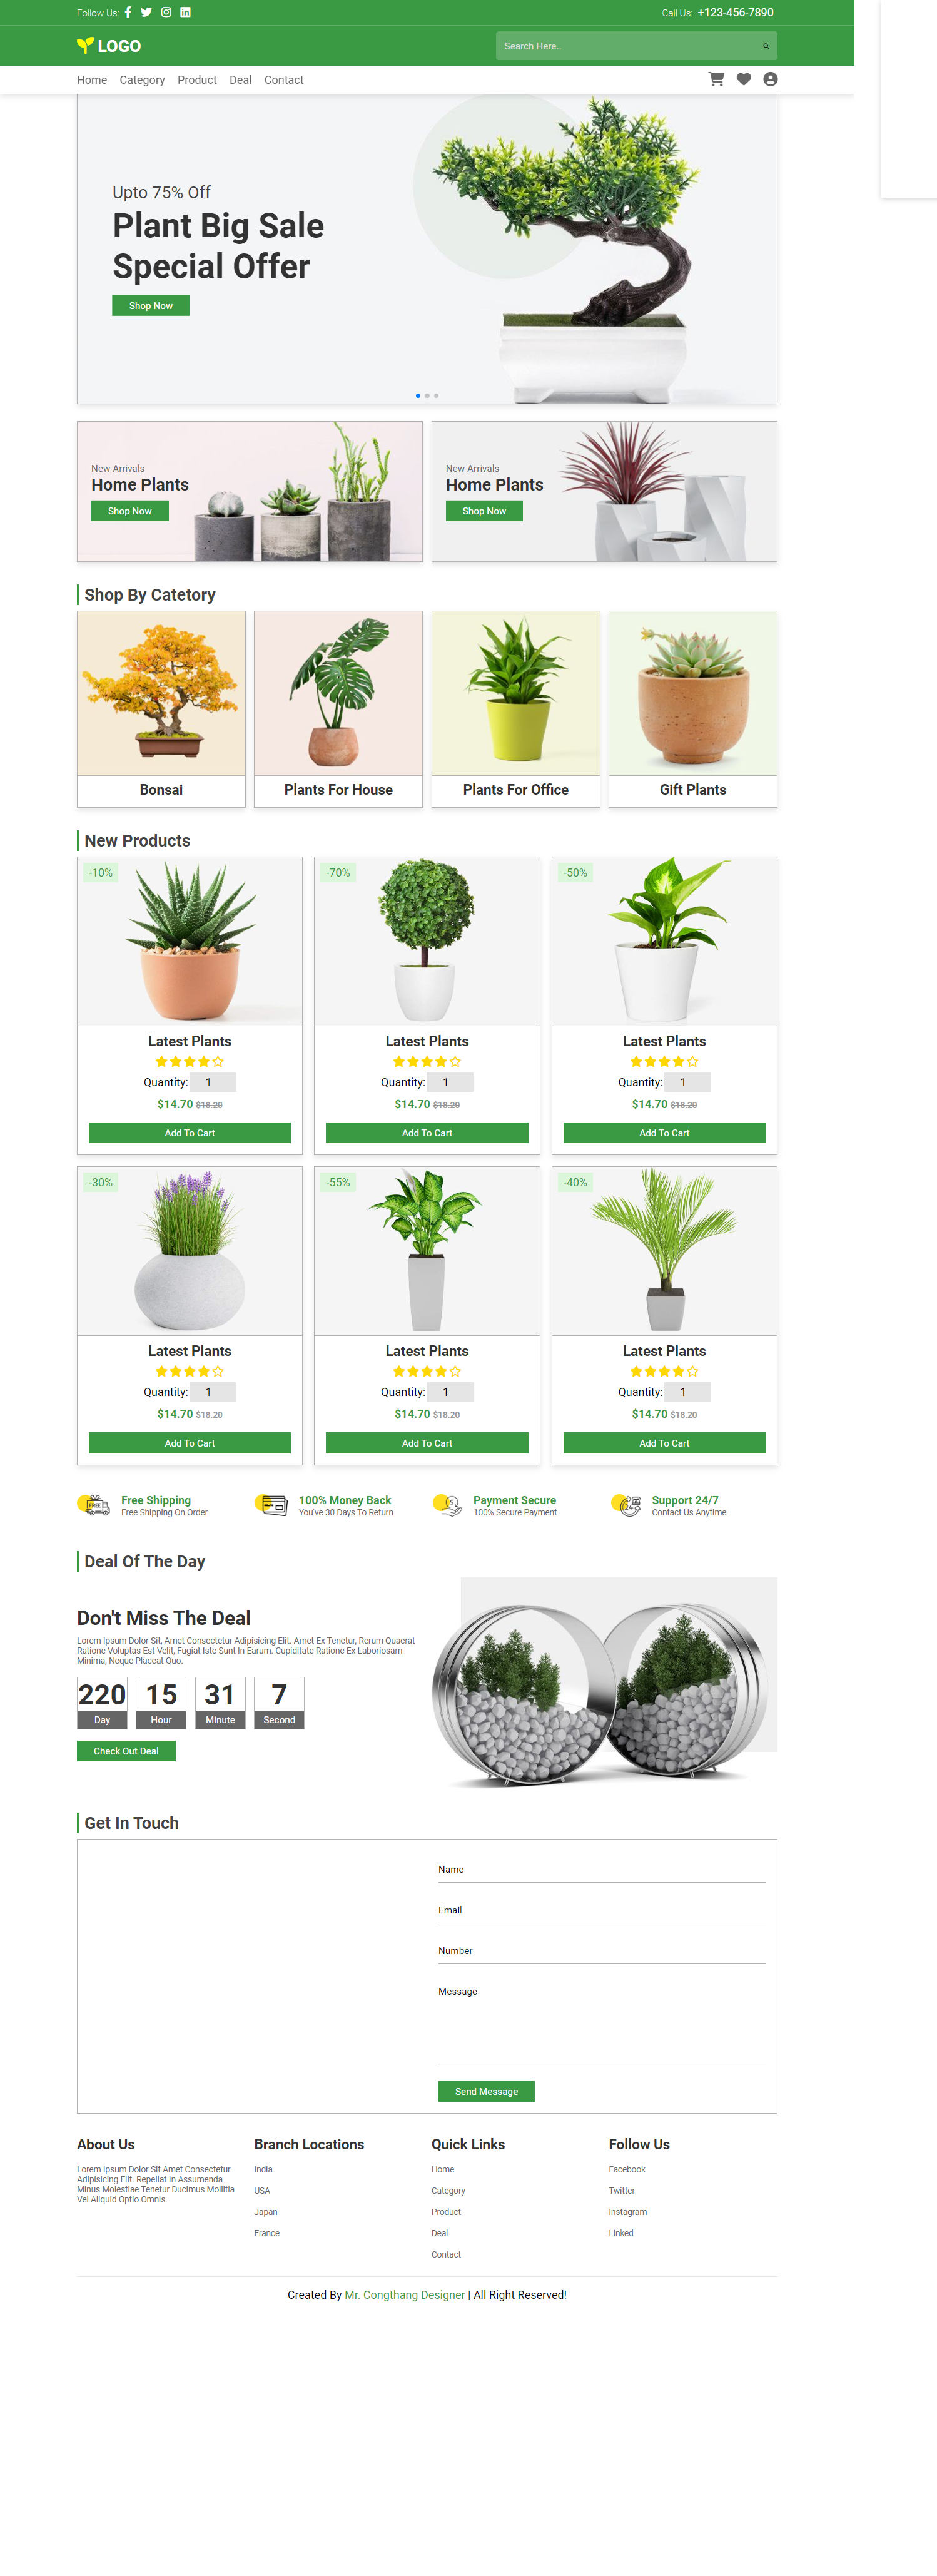 Follow Us:
Call Us: +123-456-7890
LOGO
Search Here..
Home Category Product Deal Contact
Upto 75% Off
Plant Big Sale
Special Offer
Shop Now
New Arrivals
Home Plants
Shop Now
New Arrivals
Home Plants
Shop Now
Shop By Catetory
Bonsai
Plants For House
Plants For Office
Gift Plants
New Products
-10%
Latest Plants
Quantity: 1
$14.70 $18.20
Add To Cart
-70%
Latest Plants
Quantity: 1
$14.70 $18.20
Add To Cart
-50%
Latest Plants
Quantity: 1
$14.70 $18.20
Add To Cart
-30%
Latest Plants
Quantity: 1
$14.70 $18.20
Add To Cart
-55%
Latest Plants
Quantity: 1
$14.70 $18.20
Add To Cart
-40%
Latest Plants
Quantity: 1
$14.70 $18.20
Add To Cart
FREE
Free Shipping
Free Shipping On Order
100% Money Back
You've 30 Days To Return
$
Payment Secure
100% Secure Payment
24
Support 24/7
Contact Us Anytime
Deal Of The Day
Don't Miss The Deal
Lorem Ipsum Dolor Sit, Amet Consectetur Adipisicing Elit. Amet Ex Tenetur, Rerum Quaerat
Ratione Voluptas Est Velit, Fugiat Iste Sunt In Earum. Cupiditate Ratione Ex Laboriosam
Minima, Neque Placeat Quo.
220 15 31 7
Day Hour Minute Second
Check Out Deal
Get In Touch
Name
Email
Number
Message
Send Message
About Us
Lorem Ipsum Dolor Sit Amet Consectetur
Adipisicing Elit. Repellat In Assumenda
Minus Molestiae Tenetur Ducimus Mollitia
Vel Aliquid Optio Omnis.
Branch Locations
India
USA
Japan
France
Quick Links
Home
Category
Product
Deal
Contact
Follow Us
Facebook
Twitter
Instagram
Linked
Created By Mr. Congthang Designer | All Right Reserved!